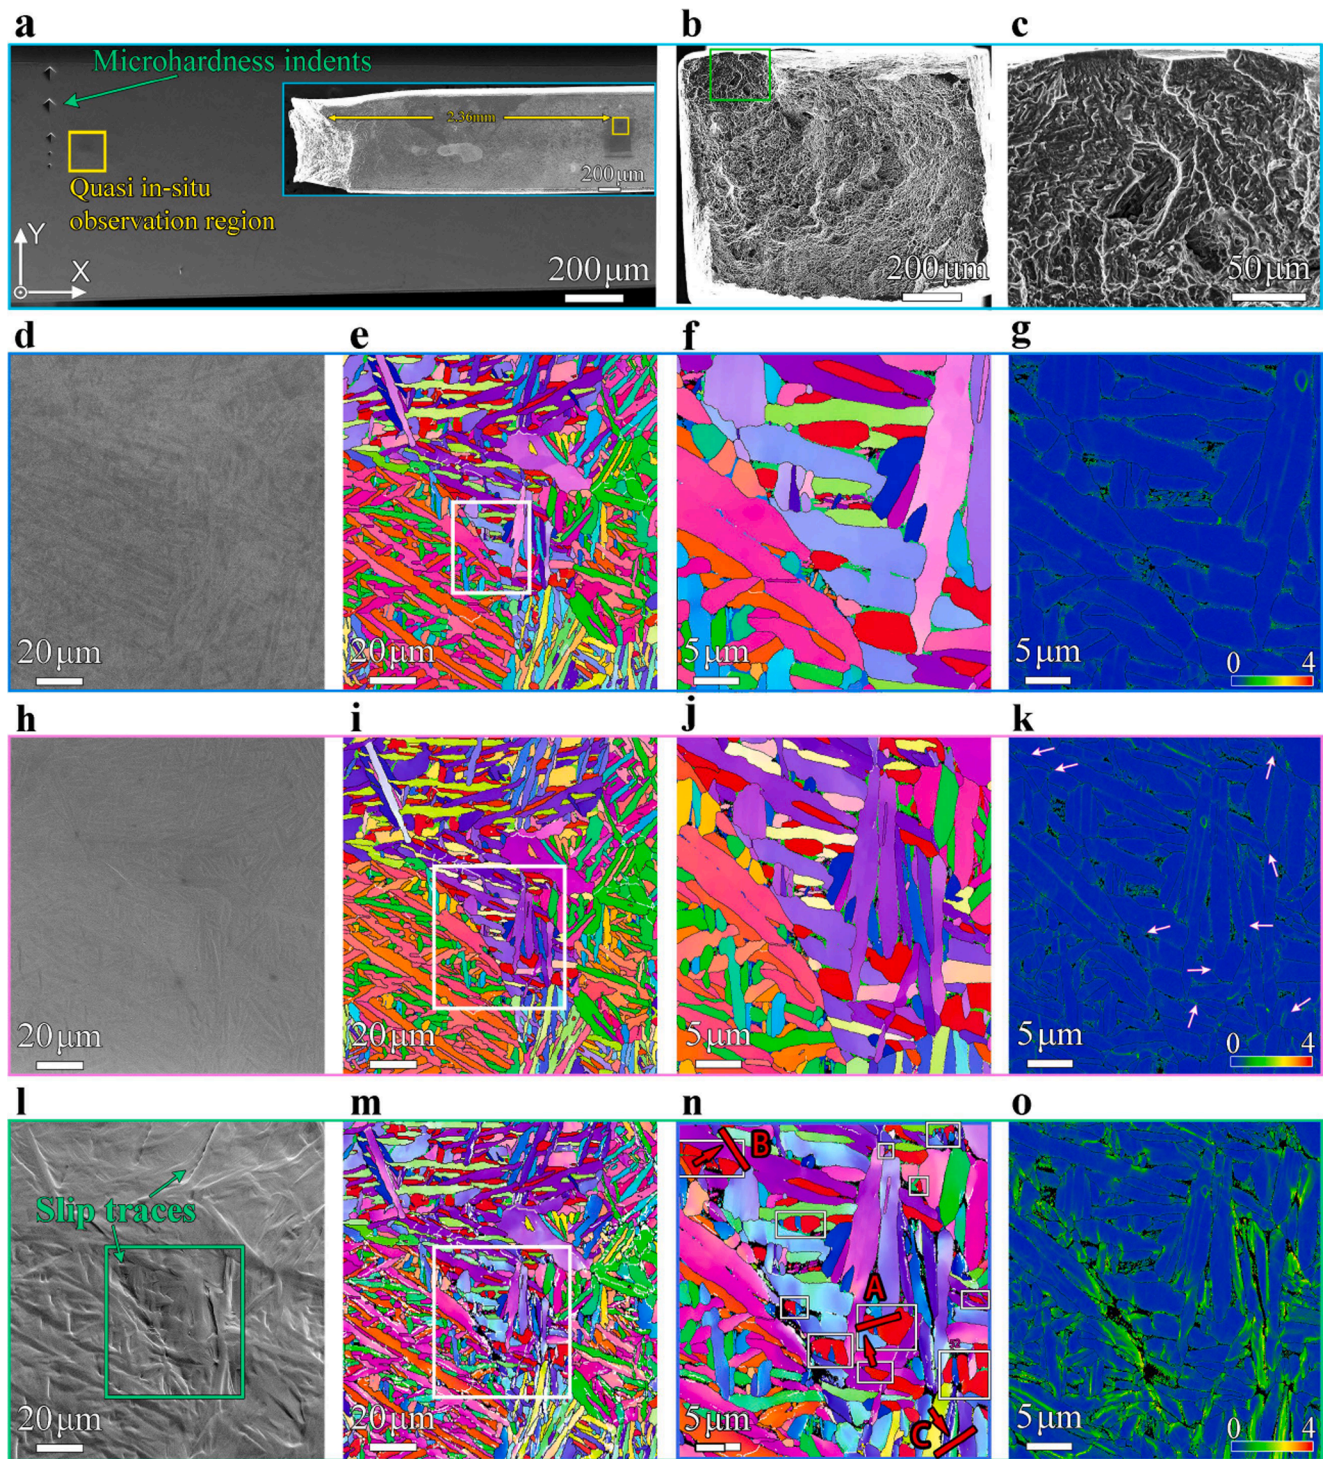 a
b
c
Microhardness indents
2.36mm
200μm
Quasi in-situ
observation region
Y
X
200μm
200μm
50μm
d
e
f
g
20μm
20μm
5μm
5μm
0
4
h
i
j
k
20μm
20μm
5μm
5μm
0
4
l
m
n
o
Slip traces
B
A
C
20μm
20μm
5μm
5μm
0
4